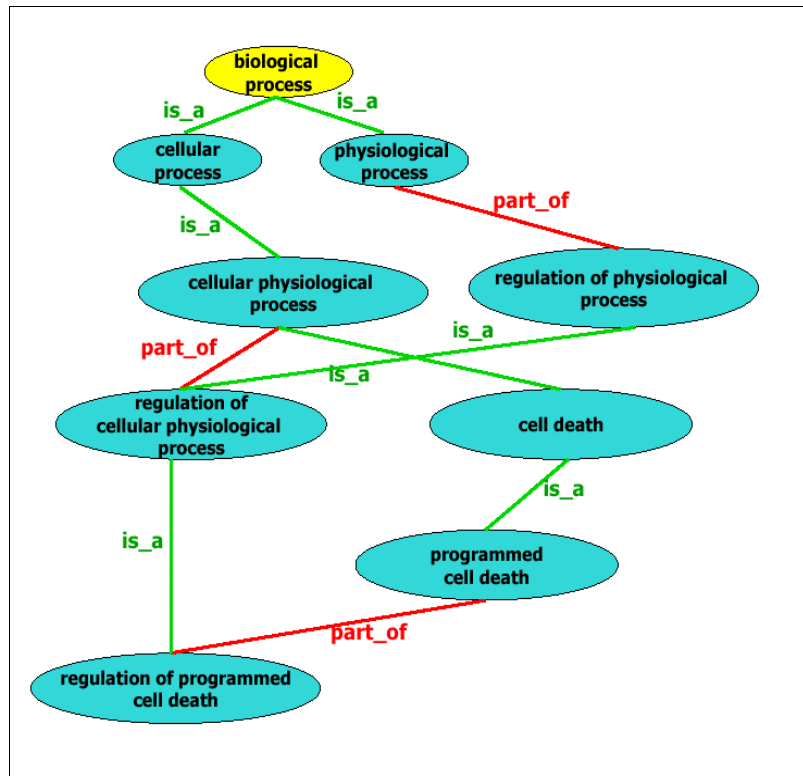 biological
process
is_a
is_a
cellular
process
physiological
process
is_a
part_of
cellular physiological
process
regulation of physiological
process
part_of
is_a
is_a
regulation of
cellular physiological
process
cell death
is_a
is_a
programmed
cell death
part_of
regulation of programmed
cell death